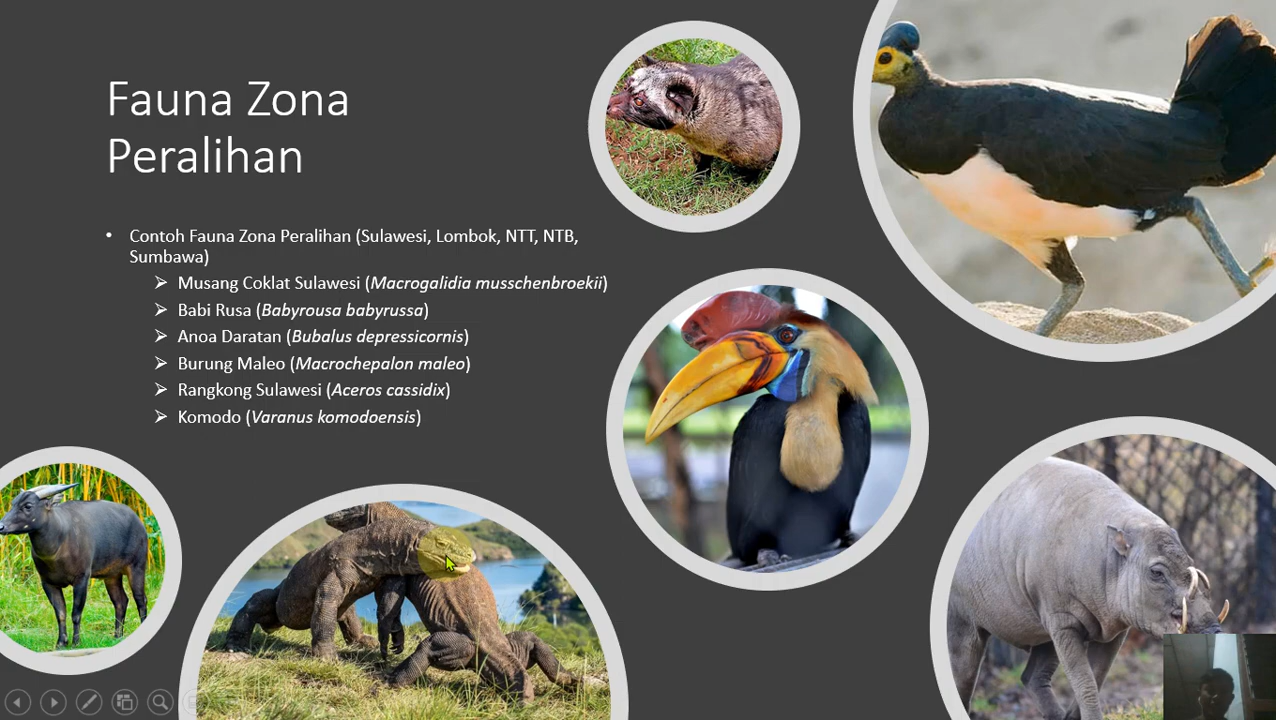 Fauna Zona
Peralihan
• Contoh Fauna Zona Peralihan (Sulawesi, Lombok, NTT, NTB,
Sumbawa)
➢ Musang Coklat Sulawesi (Macrogalidia musschenbroekii)
➢ Babi Rusa (Babyrousa babyrussa)
➢ Anoa Daratan (Bubalus depressicornis)
➢ Burung Maleo (Macrochepalon maleo)
➢ Rangkong Sulawesi (Aceros cassidix)
➢ Komodo (Varanus komodoensis)